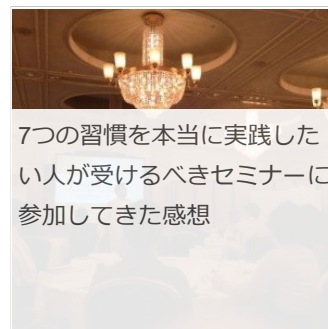 7つの習慣を本当に実践した
い人が受けるべきセミナーに
参加してきた感想